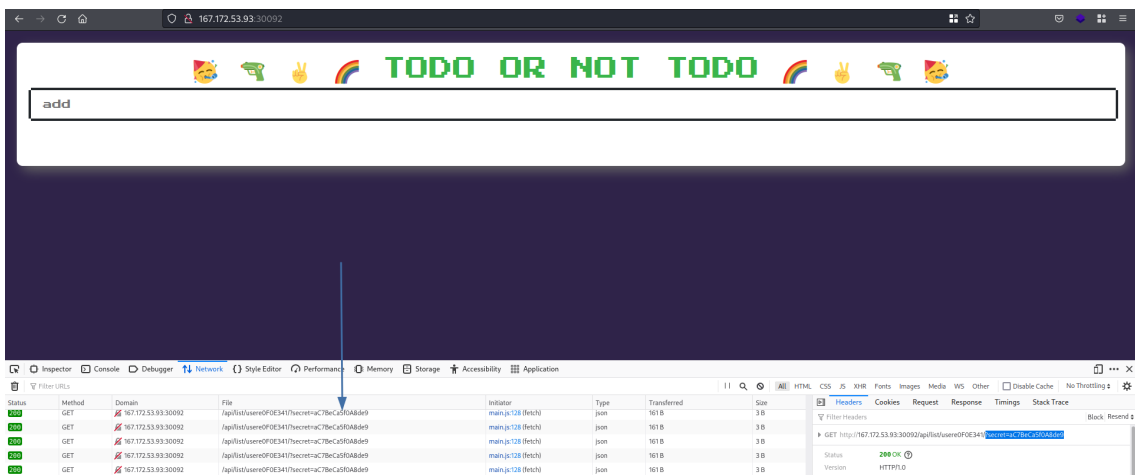 167.172.53.93:30092
TODO OR NOT TODO
add
Inspector Console Debugger Network Style Editor Performance Memory Storage Accessibility Application
Filter URLs
All HTML CSS JS XHR Fonts Images Media WS Other Disable Cache No Throttling
Status Method Domain File Initiator Type Transferred Size
Headers Cookies Request Response Timings Stack Trace
200 GET 167.172.53.93:30092 /api/list/usere0F0E341/?secret=aC7BeCa5f0A8de9 main.js:128 (fetch) json 161 B 3 B
Filter Headers Block Resend
200 GET 167.172.53.93:30092 /api/list/usere0F0E341/?secret=aC7BeCa5f0A8de9 main.js:128 (fetch) json 161 B 3 B
GET http://167.172.53.93:30092/api/list/usere0F0E341/?secret=aC7BeCa5f0A8de9
200 GET 167.172.53.93:30092 /api/list/usere0F0E341/?secret=aC7BeCa5f0A8de9 main.js:128 (fetch) json 161 B 3 B
200 GET 167.172.53.93:30092 /api/list/usere0F0E341/?secret=aC7BeCa5f0A8de9 main.js:128 (fetch) json 161 B 3 B
Status 200 OK
200 GET 167.172.53.93:30092 /api/list/usere0F0E341/?secret=aC7BeCa5f0A8de9 main.js:128 (fetch) json 161 B 3 B
Version HTTP/1.0